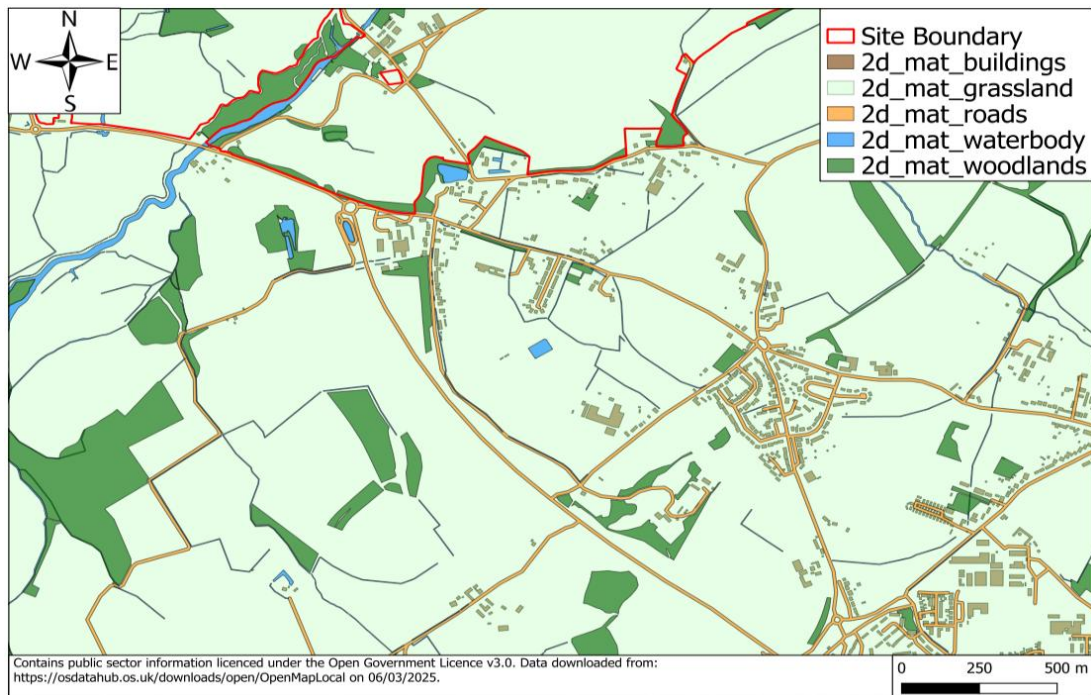 N
W E
S
Site Boundary
2d_mat_buildings
2d_mat_grassland
2d_mat_roads
2d_mat_waterbody
2d_mat_woodlands
Contains public sector information licenced under the Open Government Licence v3.0. Data downloaded from:
https://osdatahub.os.uk/downloads/open/OpenMapLocal on 06/03/2025.
0 250 500 m